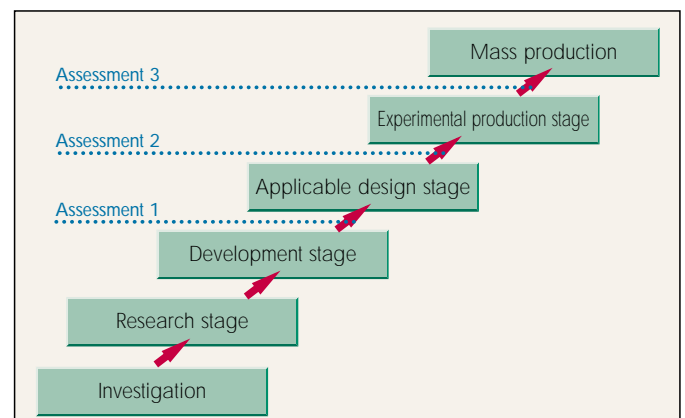 Mass production
Assessment 3
Experimental production stage
Assessment 2
Applicable design stage
Assessment 1
Development stage
Research stage
Investigation